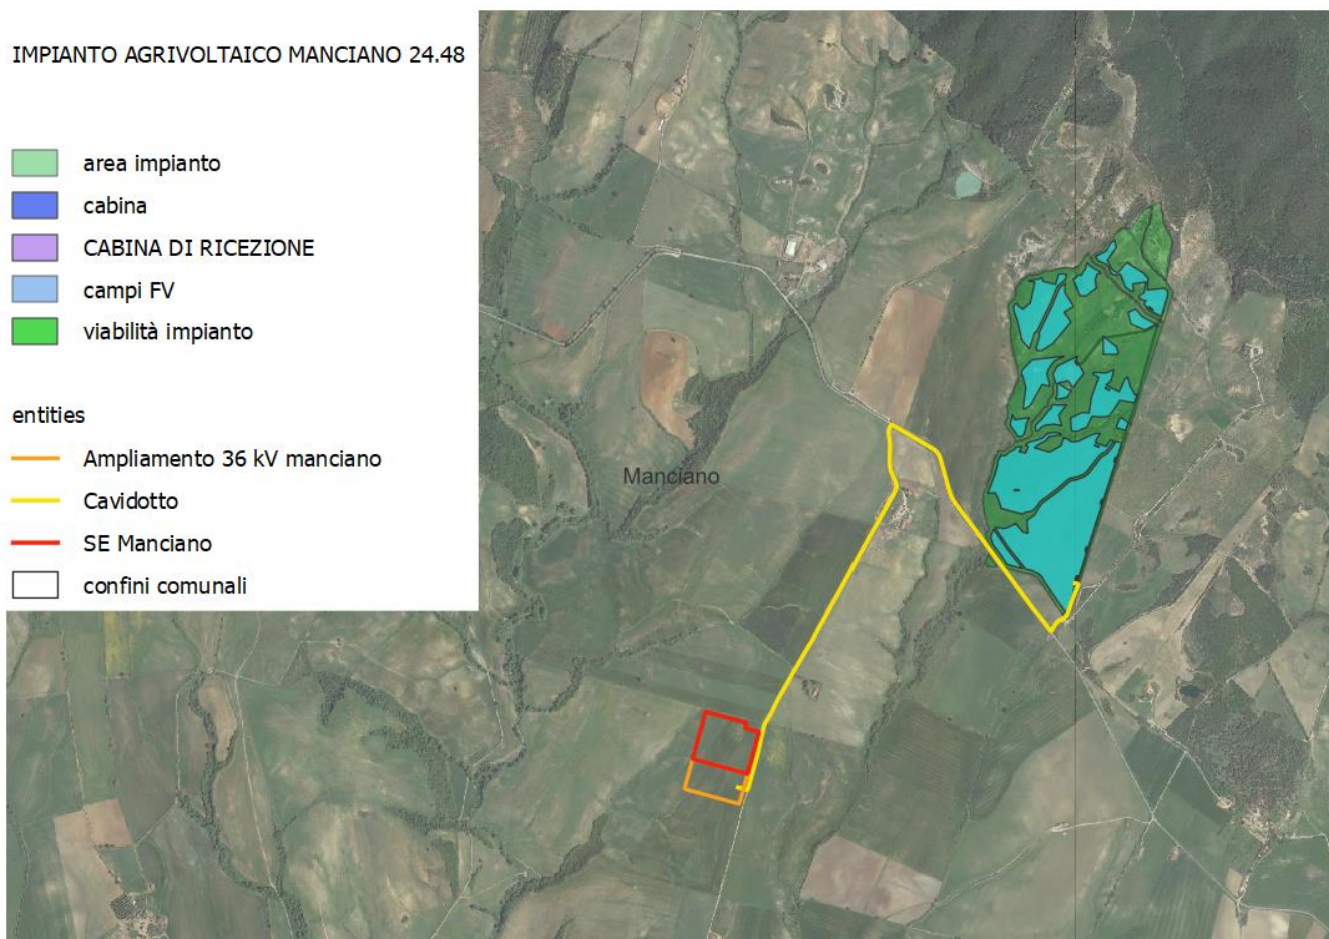 IMPIANTO AGRIVOLTAICO MANCIANO 24.48
area impianto
cabina
CABINA DI RICEZIONE
campi FV
viabilità impianto
entities
Ampliamento 36 kV manciano
Cavidotto
SE Manciano
confini comunali
Manciano